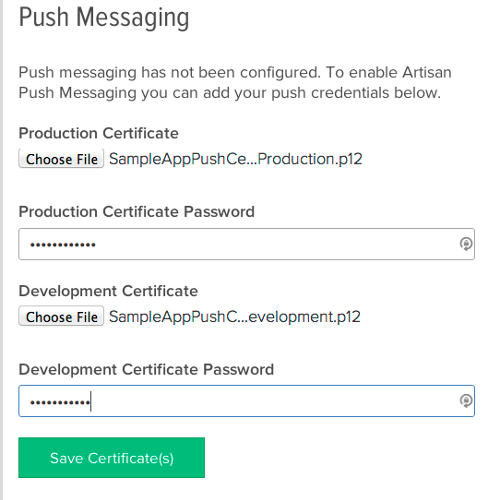 Push Messaging
Push messaging has not been configured. To enable Artisan
Push Messaging you can add your push credentials below.
Production Certificate
Choose File SampleAppPushCe...Production.p12
Production Certificate Password
••••••••••••
Development Certificate
Choose File SampleAppPushC...evelopment.p12
Development Certificate Password
•••••••••••
Save Certificate(s)